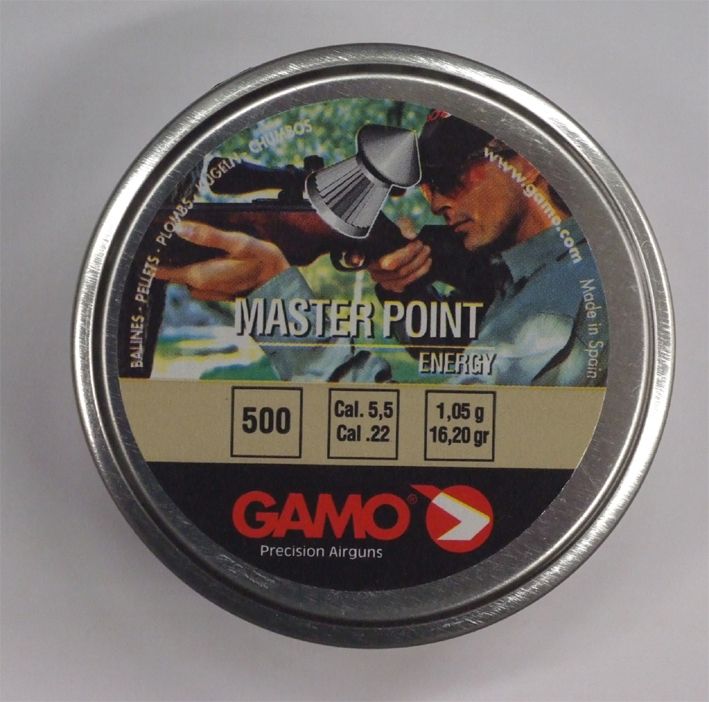 BALINES - PELLETS - PLOMBS - KUGELN - CHUMBOS
www.gamo.com
Made in Spain
MASTER POINT
ENERGY
500
Cal. 5,5
Cal .22
1,05 g
16,20 gr
GAMO®
Precision Airguns